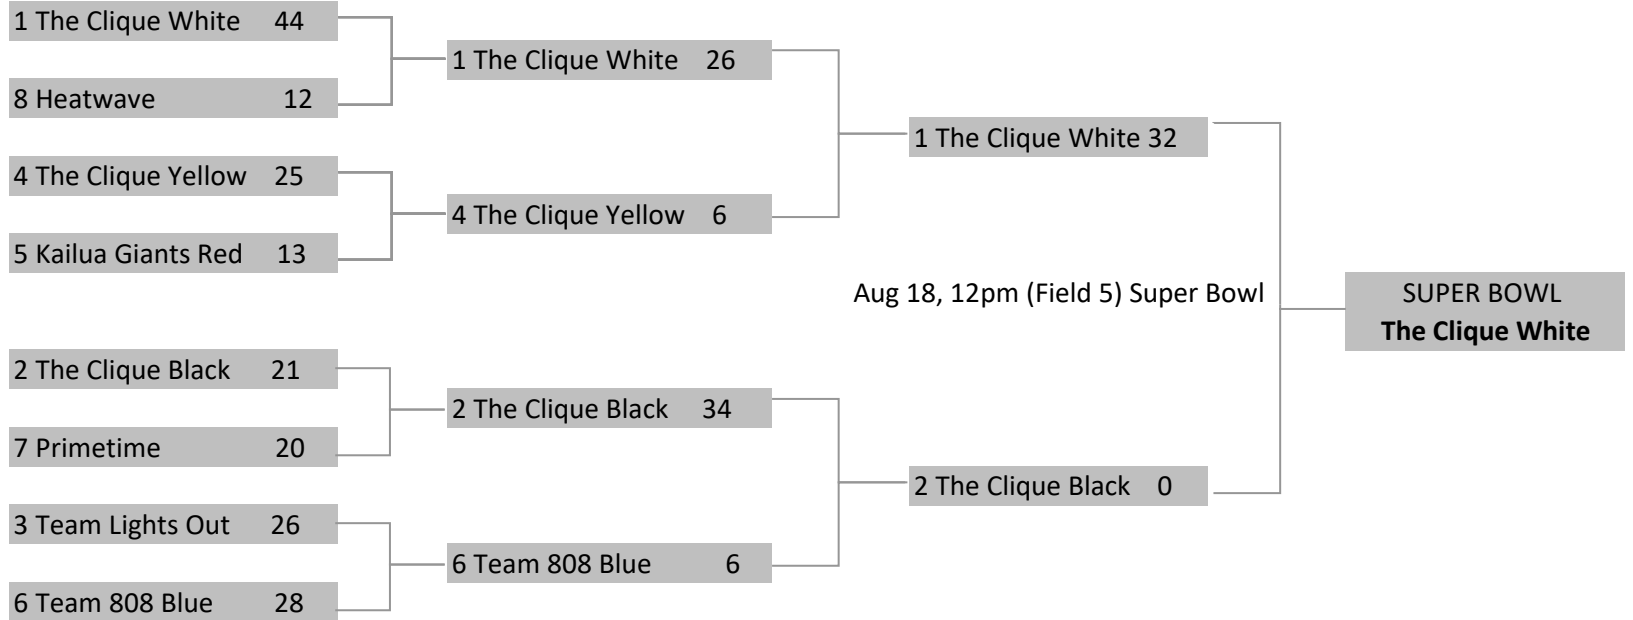 1 The Clique White 44
8 Heatwave 12
4 The Clique Yellow 25
5 Kailua Giants Red 13
2 The Clique Black 21
7 Primetime 20
3 Team Lights Out 26
6 Team 808 Blue 28
1 The Clique White 26
4 The Clique Yellow 6
2 The Clique Black 34
6 Team 808 Blue 6
1 The Clique White 32
Aug 18, 12pm (Field 5) Super Bowl
2 The Clique Black 0
SUPER BOWL
The Clique White